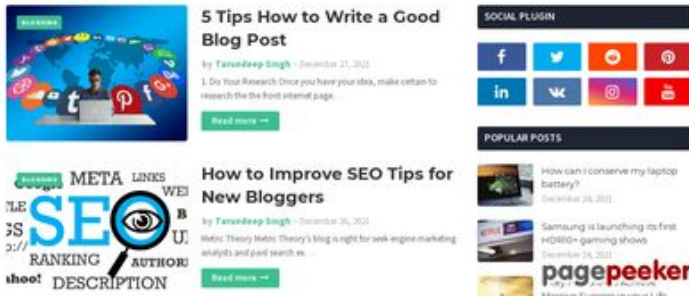 BLOGGING
5 Tips How to Write a Good
Blog Post
by Tarundeep Singh - December 27, 2021
1. Do Your Research Once you have your idea, make certain to
research the the front internet page...
Read more →
BLOGGING
Google META LINKS
SEO
RANKING
DESCRIPTION
How to Improve SEO Tips for
New Bloggers
by Tarundeep Singh - December 26, 2021
Metric Theory Metric Theory's blog is right for seek-engine marketing
analysts and paid search ex...
Read more →
SOCIAL PLUGIN
POPULAR POSTS
How can I conserve my laptop
battery?
December 24, 2021
NETFLIX
Samsung is launching its first
HDR10+ gaming shows
December 24, 2021
pagepeeker